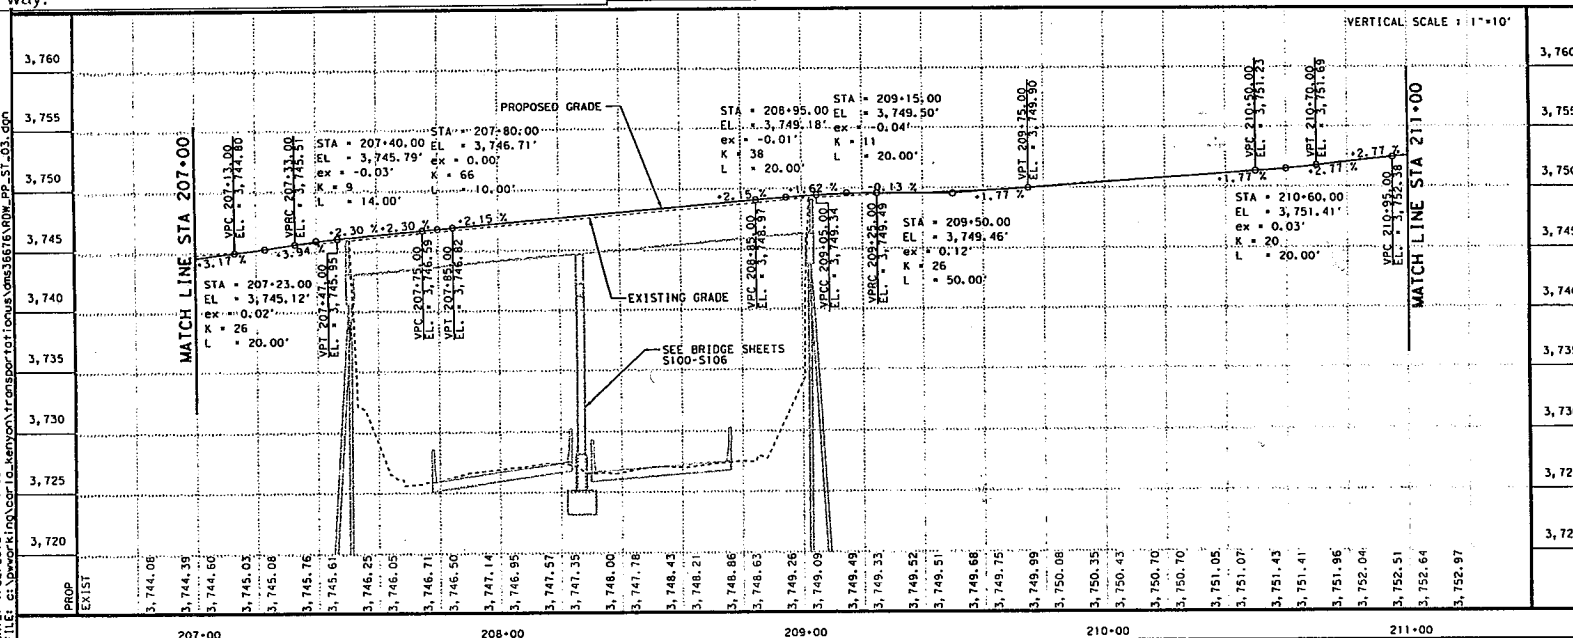 Way.
VERTICAL SCALE : 1"=10'
3,760
3,755
3,750
3,745
3,740
3,735
3,730
3,725
3,720
MATCH LINE STA 207+00
VPC 207+13.00
EL. = 3,744.80
VPRC 207+33.00
EL. = 3,745.51
STA = 207+40.00
EL = 3,745.79'
ex = -0.03'
K = 9
L = 14.00'
STA = 207+80.00
EL = 3,746.71'
ex = 0.00'
K = 66
L = 10.00'
PROPOSED GRADE
STA = 208+95.00
EL = 3,749.18'
ex = -0.01'
K = 38
L = 20.00'
STA = 209+15.00
EL = 3,749.50'
ex = -0.04'
K = 11
L = 20.00'
VPT 209+75.00
EL. = 3,749.90
VPC 210+50.00
EL. = 3,751.23
VPT 210+70.00
EL. = 3,751.69
+3.17 %
+3.94 %
+2.30 %
+2.30 %
+2.15 %
+2.15 %
+1.62 %
-0.13 %
+1.77 %
+1.77 %
+2.77 %
+2.77 %
STA = 207+23.00
EL = 3,745.12'
ex = 0.02'
K = 26
L = 20.00'
VPT 207+47.00
EL. = 3,745.95
VPC 207+75.00
EL. = 3,746.59
VPT 207+85.00
EL. = 3,746.82
EXISTING GRADE
SEE BRIDGE SHEETS
S100-S106
VPC 208+85.00
EL. = 3,748.97
VPCC 209+05.00
EL. = 3,749.34
VPRC 209+25.00
EL. = 3,749.49
STA = 209+50.00
EL = 3,749.46'
ex = 0.12'
K = 26
L = 50.00'
STA = 210+60.00
EL = 3,751.41'
ex = 0.03'
K = 20
L = 20.00'
VPC 210+95.00
EL. = 3,752.38
MATCH LINE STA 211+00
3,760
3,755
3,750
PROP
EXIST
3,744.08
3,744.39
3,744.60
3,745.03
3,745.08
3,745.76
3,745.61
3,746.25
3,746.05
3,746.71
3,746.50
3,747.14
3,746.95
3,747.57
3,747.35
3,748.00
3,747.78
3,748.43
3,748.21
3,748.86
3,748.63
3,749.26
3,749.09
3,749.49
3,749.33
3,749.52
3,749.51
3,749.68
3,749.75
3,749.99
3,750.08
3,750.35
3,750.43
3,750.70
3,750.70
3,751.05
3,751.07
3,751.43
3,751.41
3,751.96
3,752.04
3,752.51
3,752.64
3,752.97
207+00
208+00
209+00
210+00
211+00